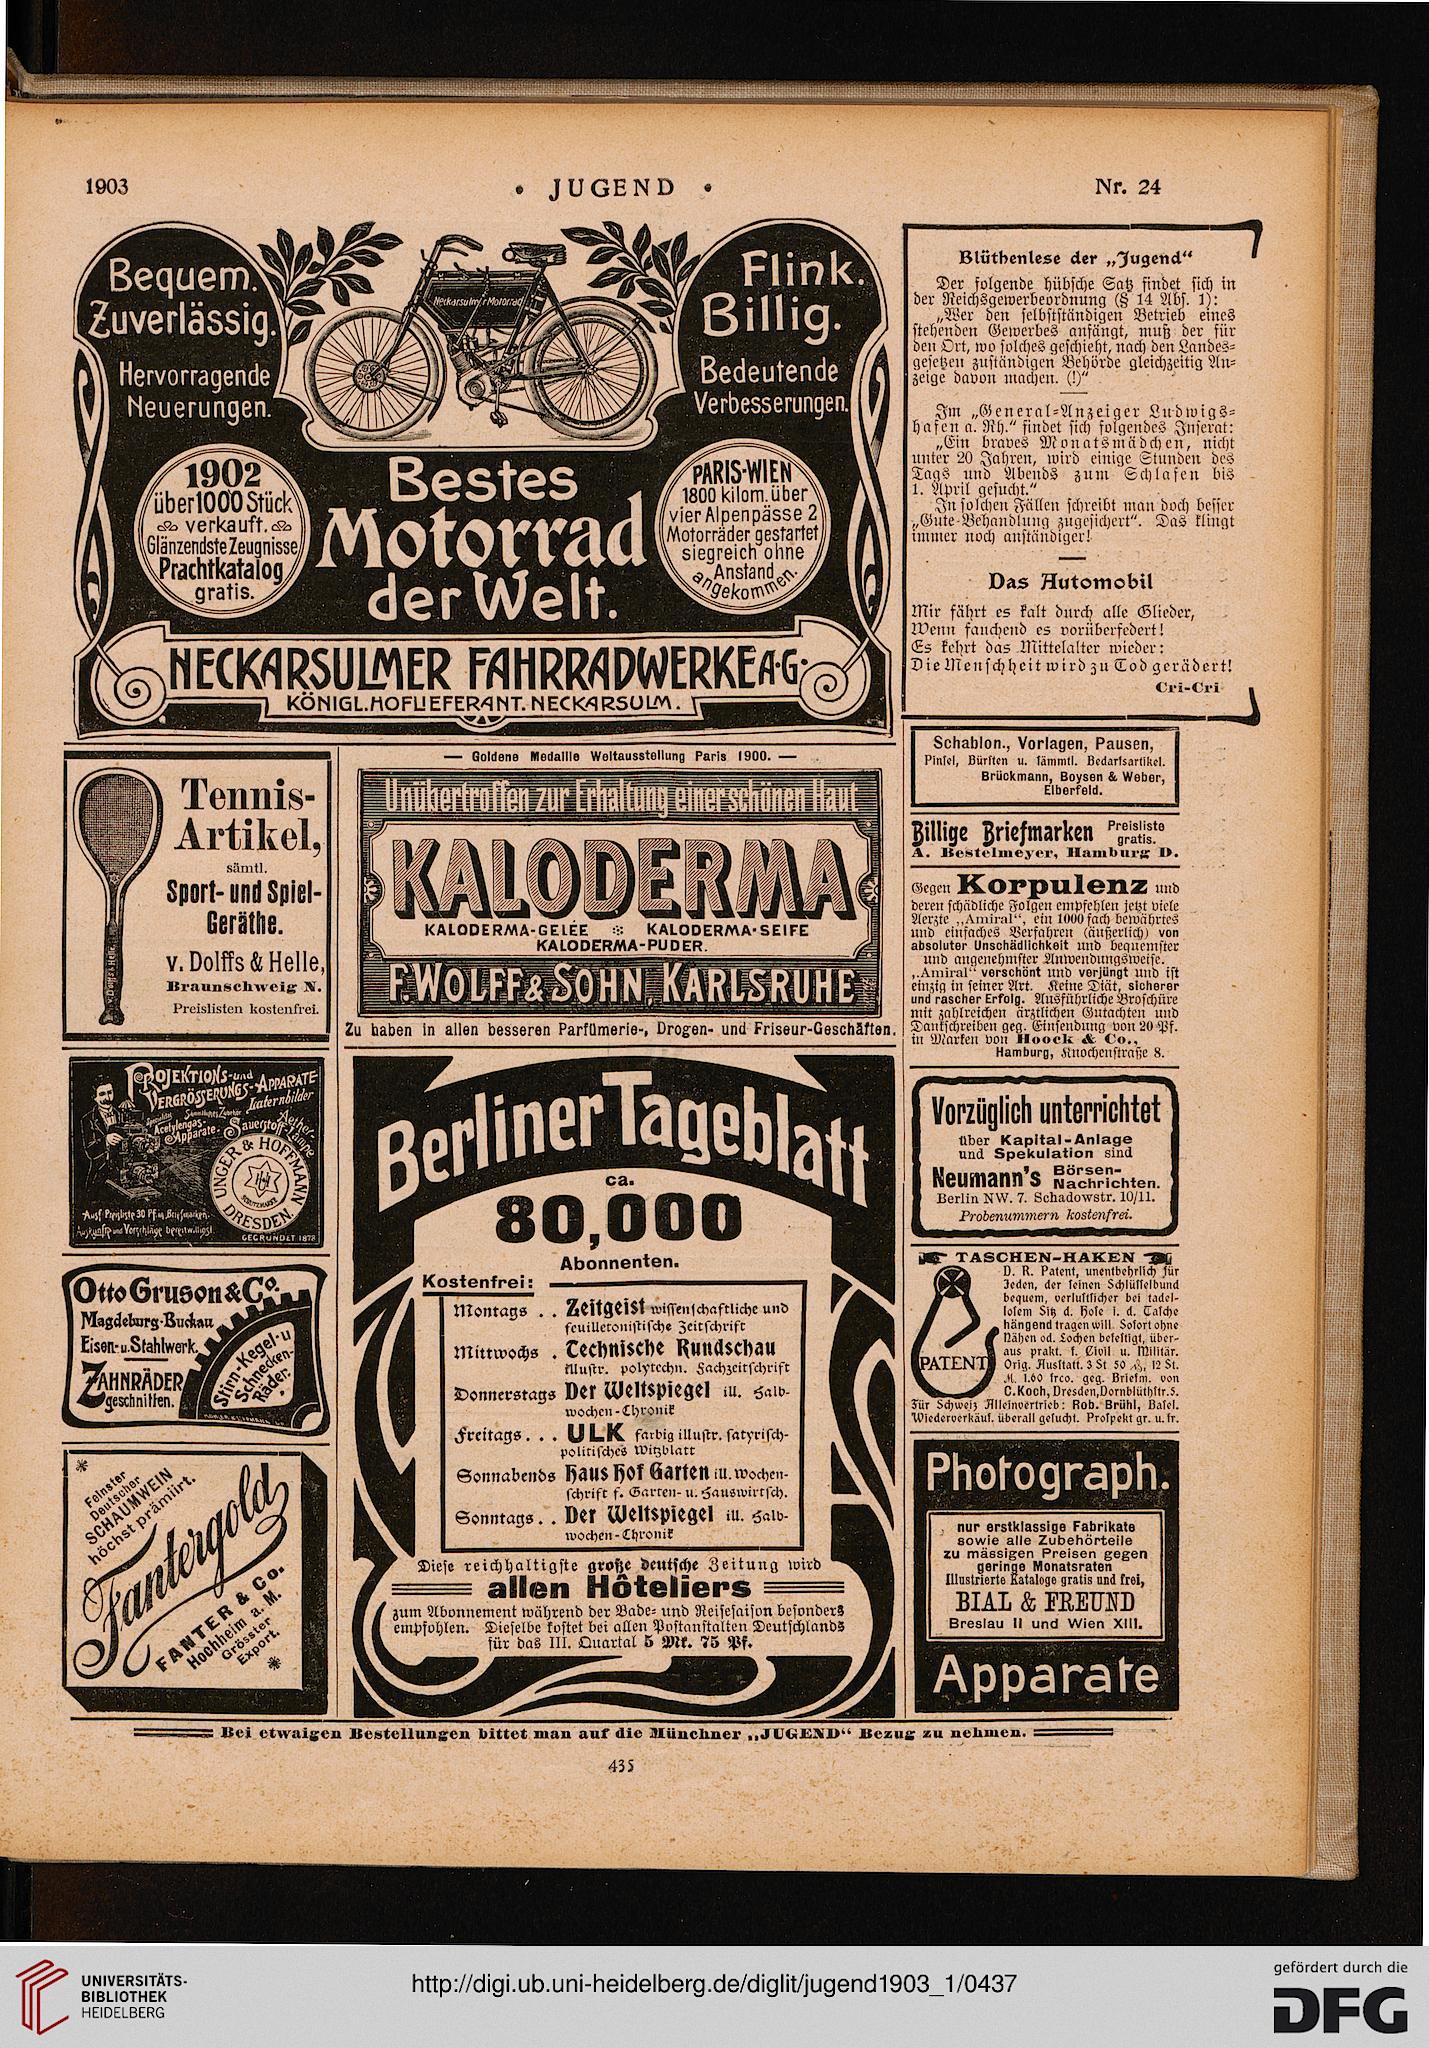 1903
• JUGEND •
Nr. 24
Bequem.
Zuverlässig.
Hervorragende
Neuerungen.
Neckarsulmer Motorrad
Flink.
Billig.
Bedeutende
Verbesserungen.
1902
über 1000 Stück
verkauft.
Glänzendste Zeugnisse
Prachtkatalog
gratis.
Bestes
Motorrad
der Welt.
PARIS-WIEN
1800 kilom. über
vier Alpenpässe 2
Motorräder gestartet
siegreich ohne
Anstand
angekommen.
NECKARSULMER FAHRRADWERKE A.G.
KÖNIGL. HOFLIEFERANT. NECKARSULM.
Blüthenlese der „Jugend“
Der folgende hübsche Satz findet sich in
der Reichsgewerbeordnung (§ 14 Abs. 1):
„Wer den selbstständigen Betrieb eines
stehenden Gewerbes anfängt, muß der für
den Ort, wo solches geschieht, nach den Landes-
gesetzen zuständigen Behörde gleichzeitig An-
zeige davon machen. (!)“
Im „General-Anzeiger Ludwigs-
hafen a. Rh.“ findet sich folgendes Inserat:
„Ein braves Monatsmädchen, nicht
unter 20 Jahren, wird einige Stunden des
Tags und Abends zum Schlafen bis
1. April gesucht.“
In solchen Fällen schreibt man doch besser
„Gute Behandlung zugesichert“. Das klingt
immer noch anständiger!
Das Automobil
Mir fährt es kalt durch alle Glieder,
Wenn fauchend es vorüberfedert!
Es kehrt das Mittelalter wieder:
Die Menschheit wird zu Tod gerädert!
Cri-Cri
Tennis-
Artikel,
sämtl.
Sport- und Spiel-
Geräthe.
v. Dolffs & Helle,
Braunschweig N.
Preislisten kostenfrei.
— Goldene Medaille Weltausstellung Paris 1900. —
Unübertroffen zur Erhaltung einer schönen Haut
KALODERMA
KALODERMA-GELÉE KALODERMA-SEIFE
KALODERMA-PUDER.
F. WOLFF & SOHN, KARLSRUHE
Zu haben in allen besseren Parfümerie-, Drogen- und Friseur-Geschäften.
Schablon., Vorlagen, Pausen,
Pinsel, Bürsten u. sämmtl. Bedarfsartikel.
Brückmann, Boysen & Weber,
Elberfeld.
Billige Briefmarken Preisliste
gratis.
A. Bestelmeyer, Hamburg D.
Gegen Korpulenz und
deren schädliche Folgen empfehlen jetzt viele
Aerzte „Amiral“, ein 1000 fach bewährtes
und einfaches Verfahren (äußerlich) von
absoluter Unschädlichkeit und bequemster
und angenehmster Anwendungsweise.
„Amiral“ verschönt und verjüngt und ist
einzig in seiner Art. Keine Diät, sicherer
und rascher Erfolg. Ausführliche Broschüre
mit zahlreichen ärztlichen Gutachten und
Dankschreiben geg. Einsendung von 20 Pf.
in Marken von Hoock & Co.,
Hamburg, Knochenstraße 8.
PROJEKTIONS- und
VERGRÖSSERUNGS-APPARATE
Laternbilder
Acetylengas-
Apparate.
Sauerstoff-
Aether-
Lampe
UNGER & HOFFMANN
DRESDEN.
SCHUTZMARKE
Auf Preisliste 30 Pf. in Briefmarken.
Auskünfte und Vorschläge bereitwilligst.
GEGRÜNDET 1878
Berliner Tageblatt
ca.
80,000
Abonnenten.
Kostenfrei:
Montags . . Zeitgeist wissenschaftliche und
feuilletonistische Zeitschrift
Mittwochs . Technische Rundschau
Illustr. polytechn. Fachzeitschrift
Donnerstags Der Weltspiegel ill. Halb-
wochen-Chronik
Freitags. . . ULK farbig illustr. satyrisch-
politisches Witzblatt
Sonnabends Haus Hof Garten ill. Wochen-
schrift f. Garten- u. Hauswirtsch.
Sonntags. . Der Weltspiegel ill. Halb-
wochen-Chronik
Diese reichhaltigste große deutsche Zeitung wird
allen Hôteliers
zum Abonnement während der Bade- und Reisesaison besonders
empfohlen. Dieselbe kostet bei allen Postanstalten Deutschlands
für das III. Quartal 5 Mk. 75 Pf.
Vorzüglich unterrichtet
über Kapital-Anlage
und Spekulation sind
Neumann's Börsen-
Nachrichten.
Berlin NW. 7. Schadowstr. 10/11.
Probenummern kostenfrei.
TASCHEN-HAKEN
PATENT
D. R. Patent, unentbehrlich für
Jeden, der seinen Schlüsselbund
bequem, verlustsicher bei tadel-
losem Sitz d. Hose i. d. Tasche
hängend tragen will. Sofort ohne
Nähen od. Lochen befestigt, über-
aus prakt. f. Civil u. Militär.
Orig. Ausstatt. 3 St 50 ₰, 12 St.
M. 1.60 frco. geg. Briefm. von
C. Koch, Dresden, Dornblüthstr. 5.
Für Schweiz Alleinvertrieb: Rob. Brühl, Basel.
Wiederverkäuf. überall gesucht. Prospekt gr. u. fr.
Otto Gruson & Co.
Magdeburg-Buckau
Eisen- u. Stahlwerk.
ZAHNRÄDER
geschnitten.
Stirn-Kegel-u
Schnecken-
Räder.
Feinster
Deutscher
SCHAUMWEIN
höchst prämiirt.
Fantergold
FANTER & Co.
Hochheim a. M.
Grösster
Export.
Photograph.
nur erstklassige Fabrikate
sowie alle Zubehörteile
zu mässigen Preisen gegen
geringe Monatsraten
Illustrierte Kataloge gratis und frei,
BIAL & FREUND
Breslau II und Wien XIII.
Apparate
Bei etwaigen Bestellungen bittet man auf die Münchner „JUGEND“ Bezug zu nehmen.
435
UNIVERSITÄTS-
BIBLIOTHEK
HEIDELBERG
http://digi.ub.uni-heidelberg.de/diglit/jugend1903_1/0437
gefördert durch die
DFG